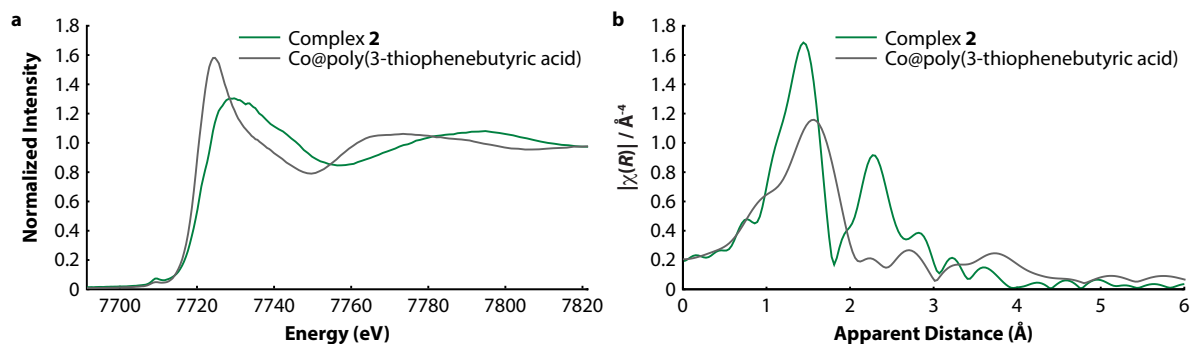 a
Complex 2
Co@poly(3-thiophenebutyric acid)
Normalized Intensity
1.8
1.6
1.4
1.2
1.0
0.8
0.6
0.4
0.2
0
7700 7720 7740 7760 7780 7800 7820
Energy (eV)
b
Complex 2
Co@poly(3-thiophenebutyric acid)
|χ(R)| / Å⁻⁴
1.8
1.6
1.4
1.2
1.0
0.8
0.6
0.4
0.2
0
0 1 2 3 4 5 6
Apparent Distance (Å)